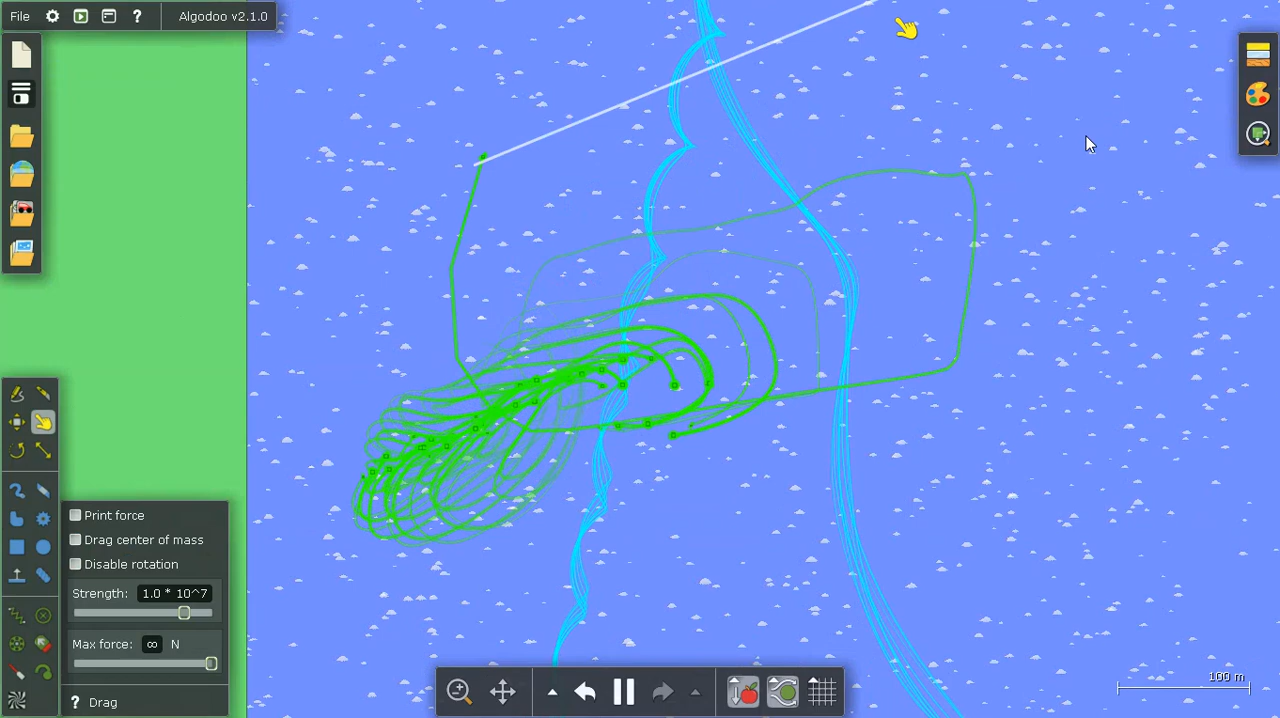 File ? Algodoo v2.1.0
Print force
Drag center of mass
Disable rotation
Strength: 1.0 * 10^7
Max force: ∞ N
? Drag
100 m